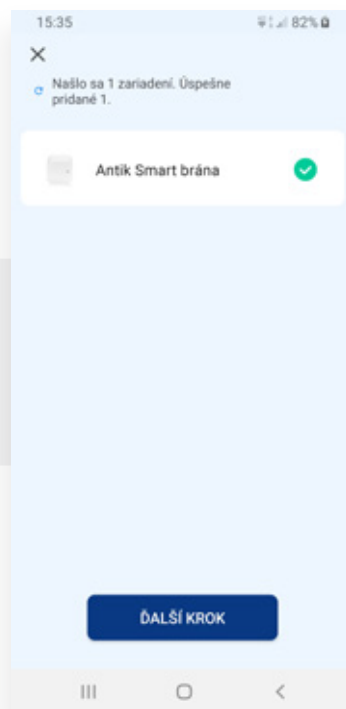 15:35 82%
Našlo sa 1 zariadení. Úspešne
pridané 1.
Antik Smart brána
ĎALŠÍ KROK